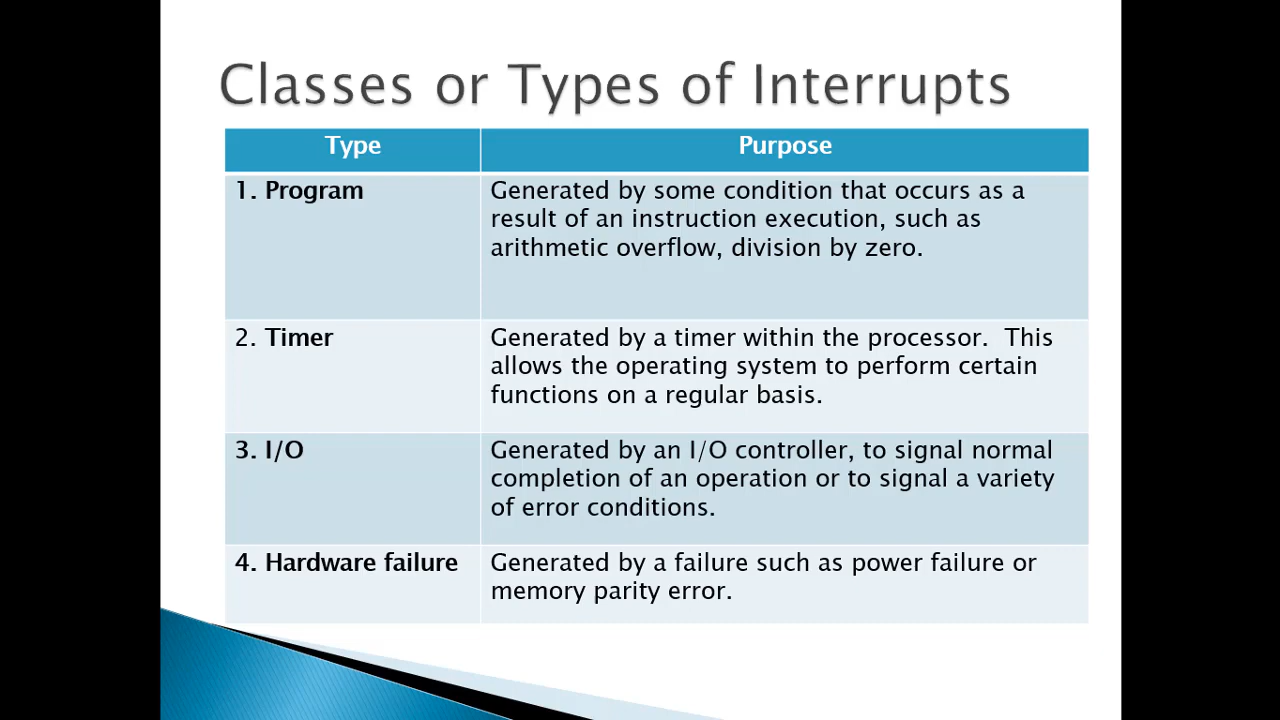 Classes or Types of Interrupts
Type
Purpose
1. Program
Generated by some condition that occurs as a
result of an instruction execution, such as
arithmetic overflow, division by zero.
2. Timer
Generated by a timer within the processor.  This
allows the operating system to perform certain
functions on a regular basis.
3. I/O
Generated by an I/O controller, to signal normal
completion of an operation or to signal a variety
of error conditions.
4. Hardware failure
Generated by a failure such as power failure or
memory parity error.